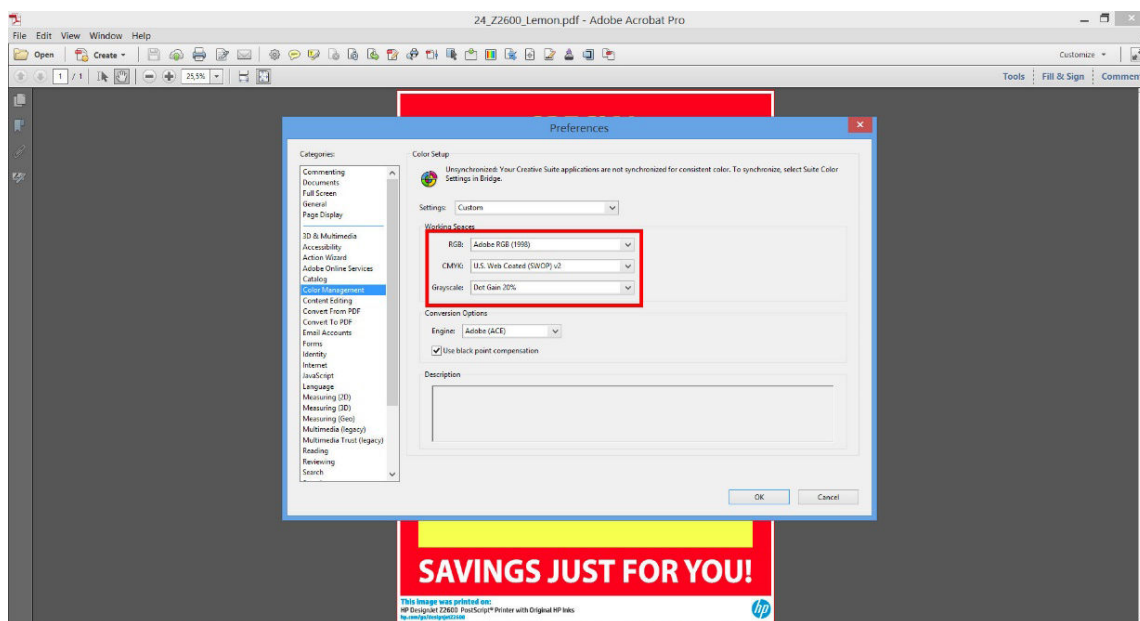 24_Z2600_Lemon.pdf - Adobe Acrobat Pro
File Edit View Window Help
Open Create Customize
1 / 1 25,5% Tools Fill & Sign Commen
Preferences
Categories:
Commenting
Documents
Full Screen
General
Page Display
3D & Multimedia
Accessibility
Action Wizard
Adobe Online Services
Catalog
Color Management
Content Editing
Convert From PDF
Convert To PDF
Email Accounts
Forms
Identity
Internet
JavaScript
Language
Measuring (2D)
Measuring (3D)
Measuring (Geo)
Multimedia (legacy)
Multimedia Trust (legacy)
Reading
Reviewing
Search
Color Setup
Unsynchronized: Your Creative Suite applications are not synchronized for consistent color. To synchronize, select Suite Color
Settings in Bridge.
Settings: Custom
Working Spaces
RGB: Adobe RGB (1998)
CMYK: U.S. Web Coated (SWOP) v2
Grayscale: Dot Gain 20%
Conversion Options
Engine: Adobe (ACE)
Use black point compensation
Description
OK Cancel
SAVINGS JUST FOR YOU!
This image was printed on:
HP DesignJet Z2600 PostScript® Printer with Original HP Inks
hp.com/go/designjetz2600
hp